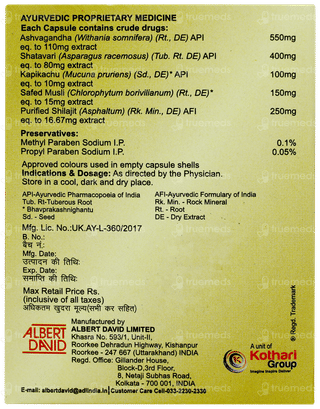 AYURVEDIC PROPRIETARY MEDICINE
Each Capsule contains crude drugs:
Ashvagandha (Withania somnifera) (Rt., DE) API 550mg
eq. to 110mg extract
Shatavari (Asparagus racemosus) (Tub. Rt. DE) API 400mg
eq. to 80mg extract
Kapikachu (Mucuna pruriens) (Sd., DE)* API 100mg
eq. to 10mg extract
Safed Musli (Chlorophytum borivilianum) (Rt., DE)* 150mg
eq. to 15mg extract
Purified Shilajit (Asphaltum) (Rk. Min., DE) AFI 250mg
eq. to 16.67mg extract
Preservatives:
Methyl Paraben Sodium I.P. 0.1%
Propyl Paraben Sodium I.P. 0.05%
Approved colours used in empty capsule shells
Indications & Dosage: As directed by the Physician.
Store in a cool, dark and dry place.
API-Ayurvedic Pharmacopoeia of India AFI-Ayurvedic Formulary of India
Tub. Rt-Tuberous Root Rk. Min. - Rock Mineral
* Bhavprakashnighantu Rt. - Root
Sd. - Seed DE - Dry Extract
Mfg. Lic. No.:UK.AY-L-360/2017
B. No.:
बैच नं.:
Mfg. Date:
उत्पादन की तिथि:
Exp. Date:
समाप्ति की तिथि:
Max Retail Price Rs.
(inclusive of all taxes)
अधिकतम खुदरा मूल्य(सभी कर सहित)
® Regd. Trademark
ALBERT DAVID
Manufactured by
ALBERT DAVID LIMITED
Khasra No. 593/1, Unit-II,
Roorkee Dehradun Highway, Kishanpur
Roorkee - 247 667 (Uttarakhand) INDIA
Regd. Office: Gillander House,
Block-D,3rd Floor,
8, Netaji Subhas Road,
Kolkata - 700 001, INDIA
A unit of
Kothari
Group
Imagine Inspire Deliver
E-mail: albertdavid@adlindia.in|Customer Care Cell-033-2230-2330
truemeds